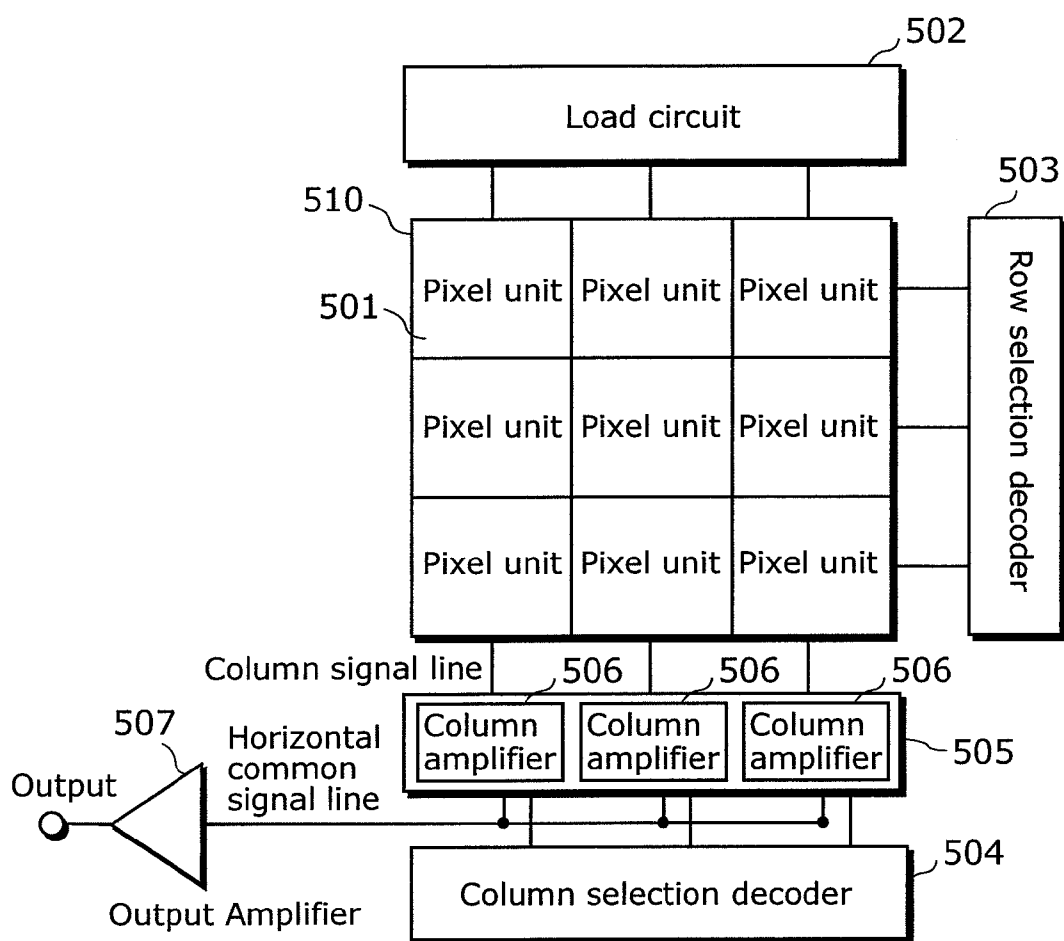 502
Load circuit
503
510
Pixel unit Pixel unit Pixel unit
501
Row selection decoder
Pixel unit Pixel unit Pixel unit
Pixel unit Pixel unit Pixel unit
Column signal line
506 506 506
Column
amplifier
Column
amplifier
Column
amplifier
505
507
Horizontal
common
signal line
Output
504
Column selection decoder
Output Amplifier